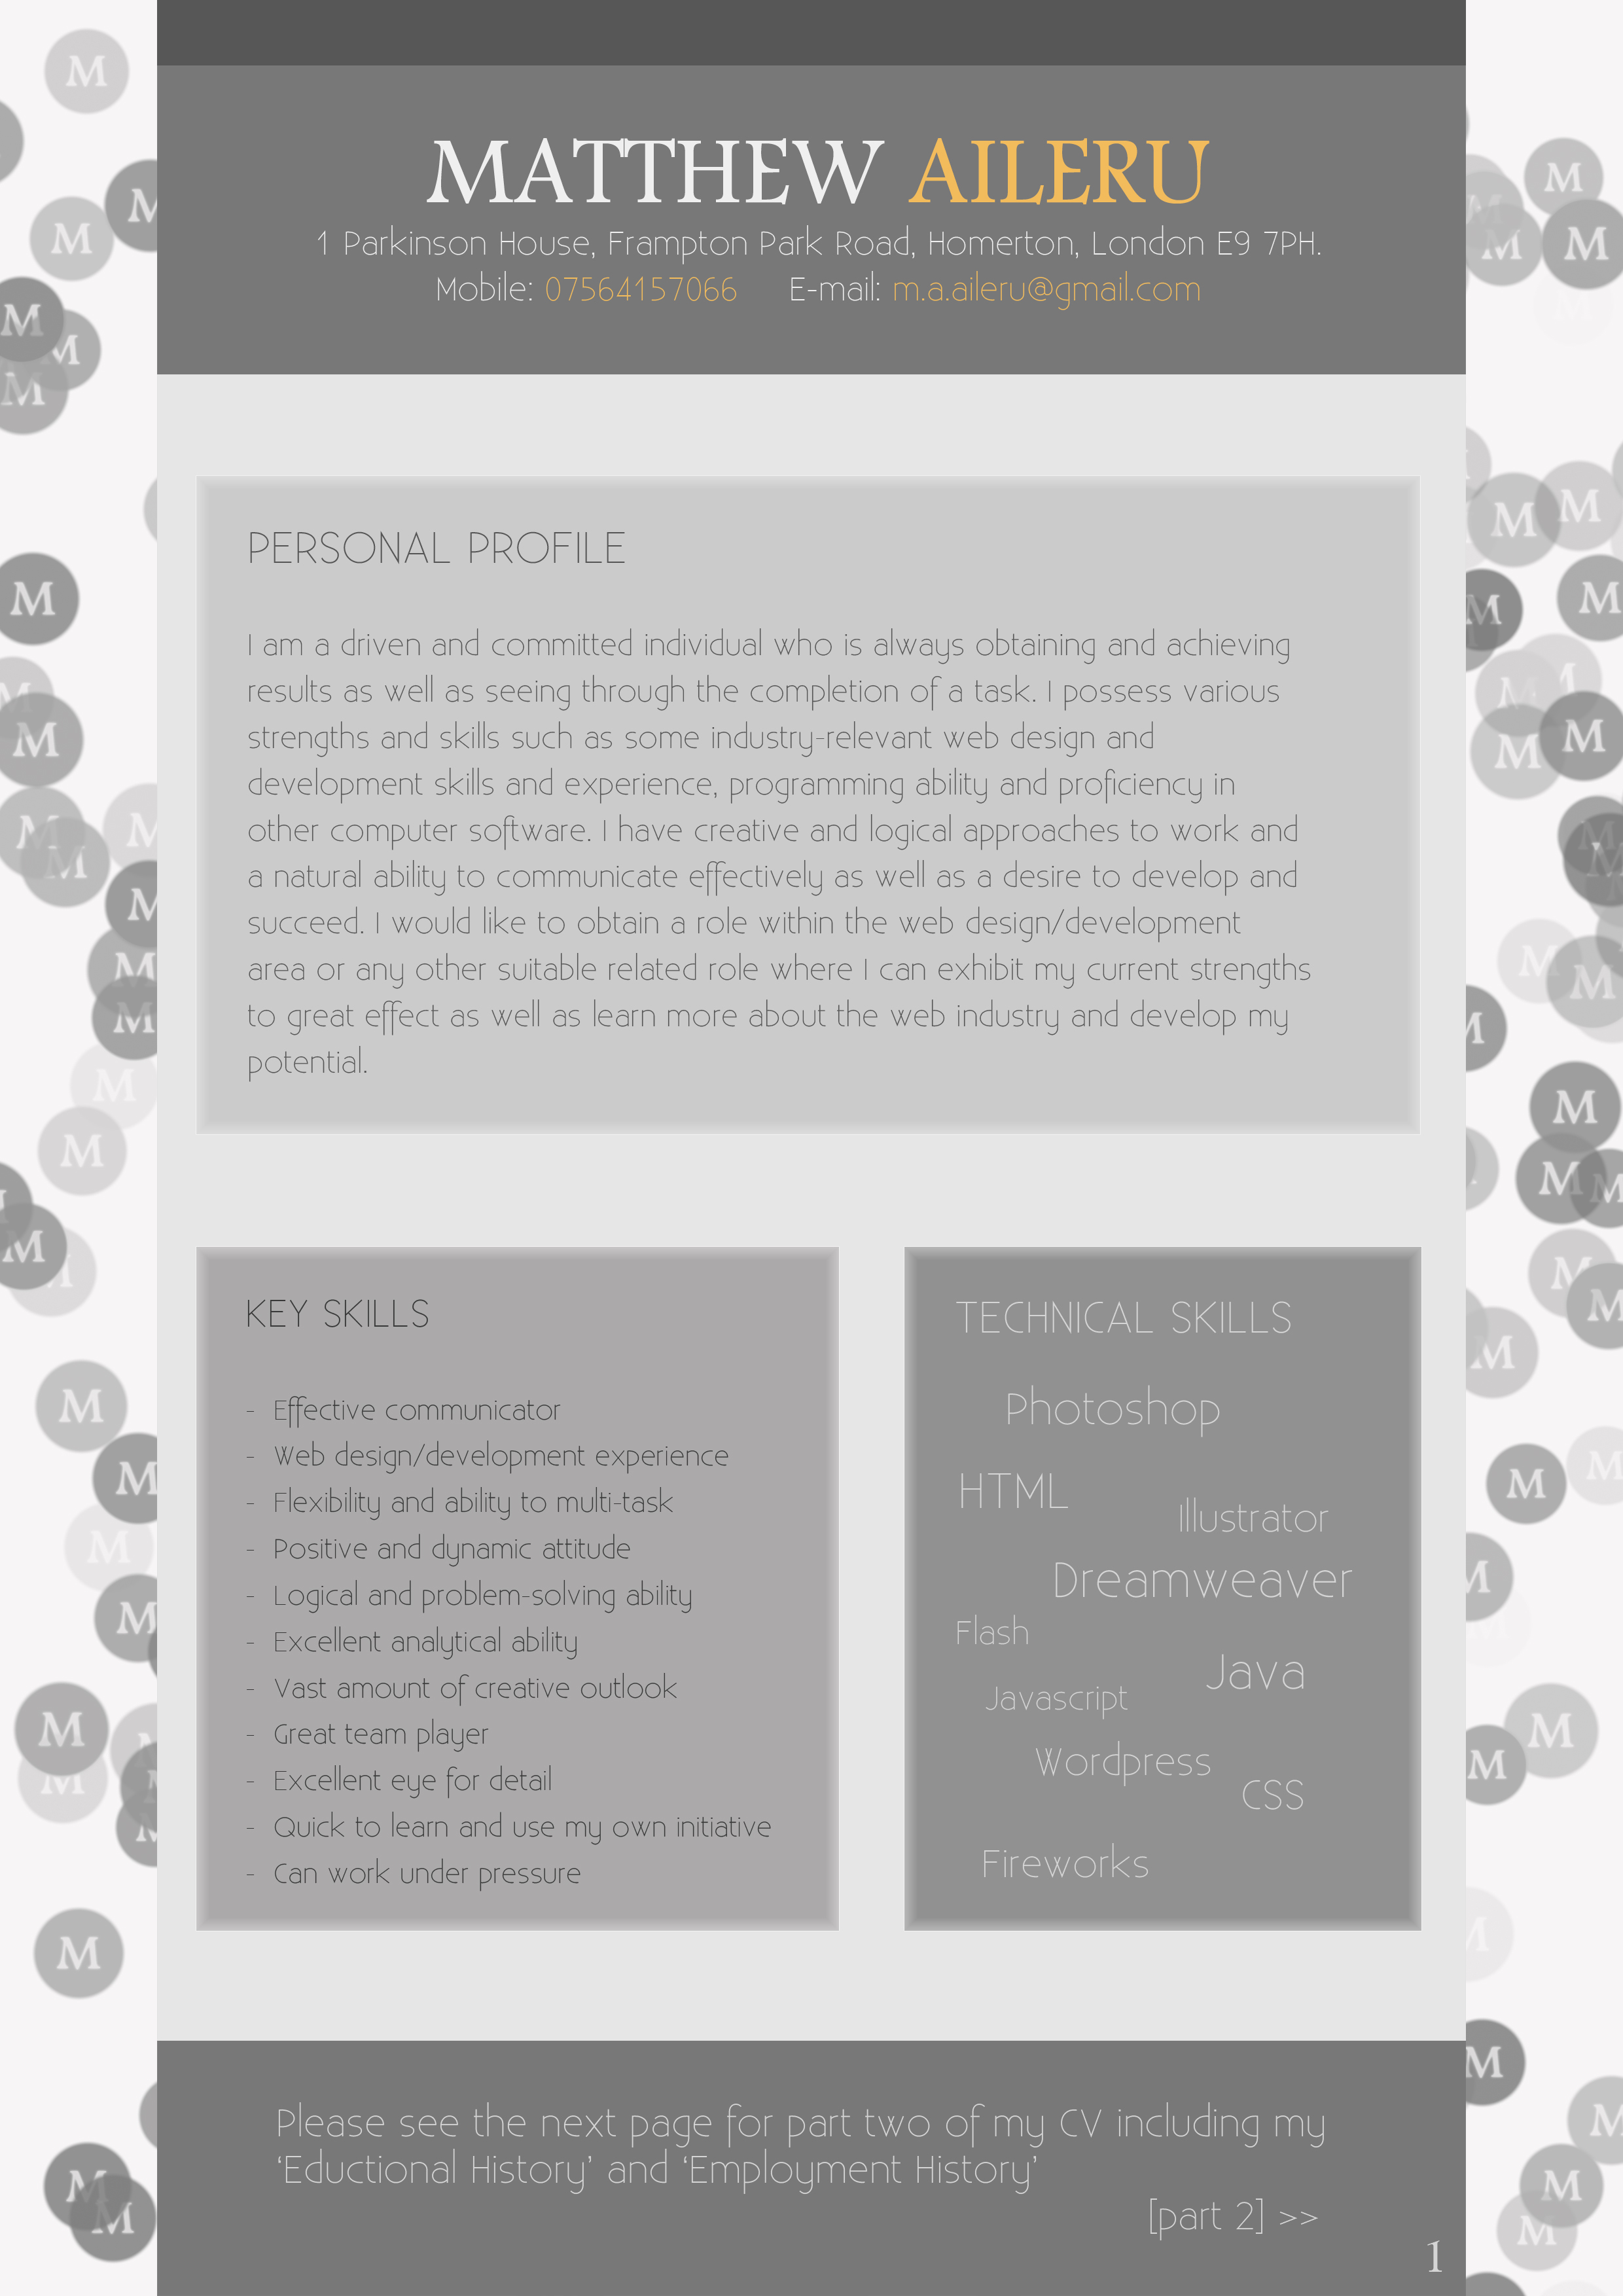 MATTHEW AILERU
1 Parkinson House, Frampton Park Road, Homerton, London E9 7PH.
Mobile: 07564157066 E-mail: m.a.aileru@gmail.com
PERSONAL PROFILE
I am a driven and committed individual who is always obtaining and achieving
results as well as seeing through the completion of a task. I possess various
strengths and skills such as some industry-relevant web design and
development skills and experience, programming ability and proficiency in
other computer software. I have creative and logical approaches to work and
a natural ability to communicate effectively as well as a desire to develop and
succeed. I would like to obtain a role within the web design/development
area or any other suitable related role where I can exhibit my current strengths
to great effect as well as learn more about the web industry and develop my
potential.
KEY SKILLS
- Effective communicator
- Web design/development experience
- Flexibility and ability to multi-task
- Positive and dynamic attitude
- Logical and problem-solving ability
- Excellent analytical ability
- Vast amount of creative outlook
- Great team player
- Excellent eye for detail
- Quick to learn and use my own initiative
- Can work under pressure
TECHNICAL SKILLS
Photoshop
HTML
Illustrator
Dreamweaver
Flash
Java
Javascript
Wordpress
CSS
Fireworks
Please see the next page for part two of my CV including my
‘Eductional History’ and ‘Employment History’
[part 2] >>
1